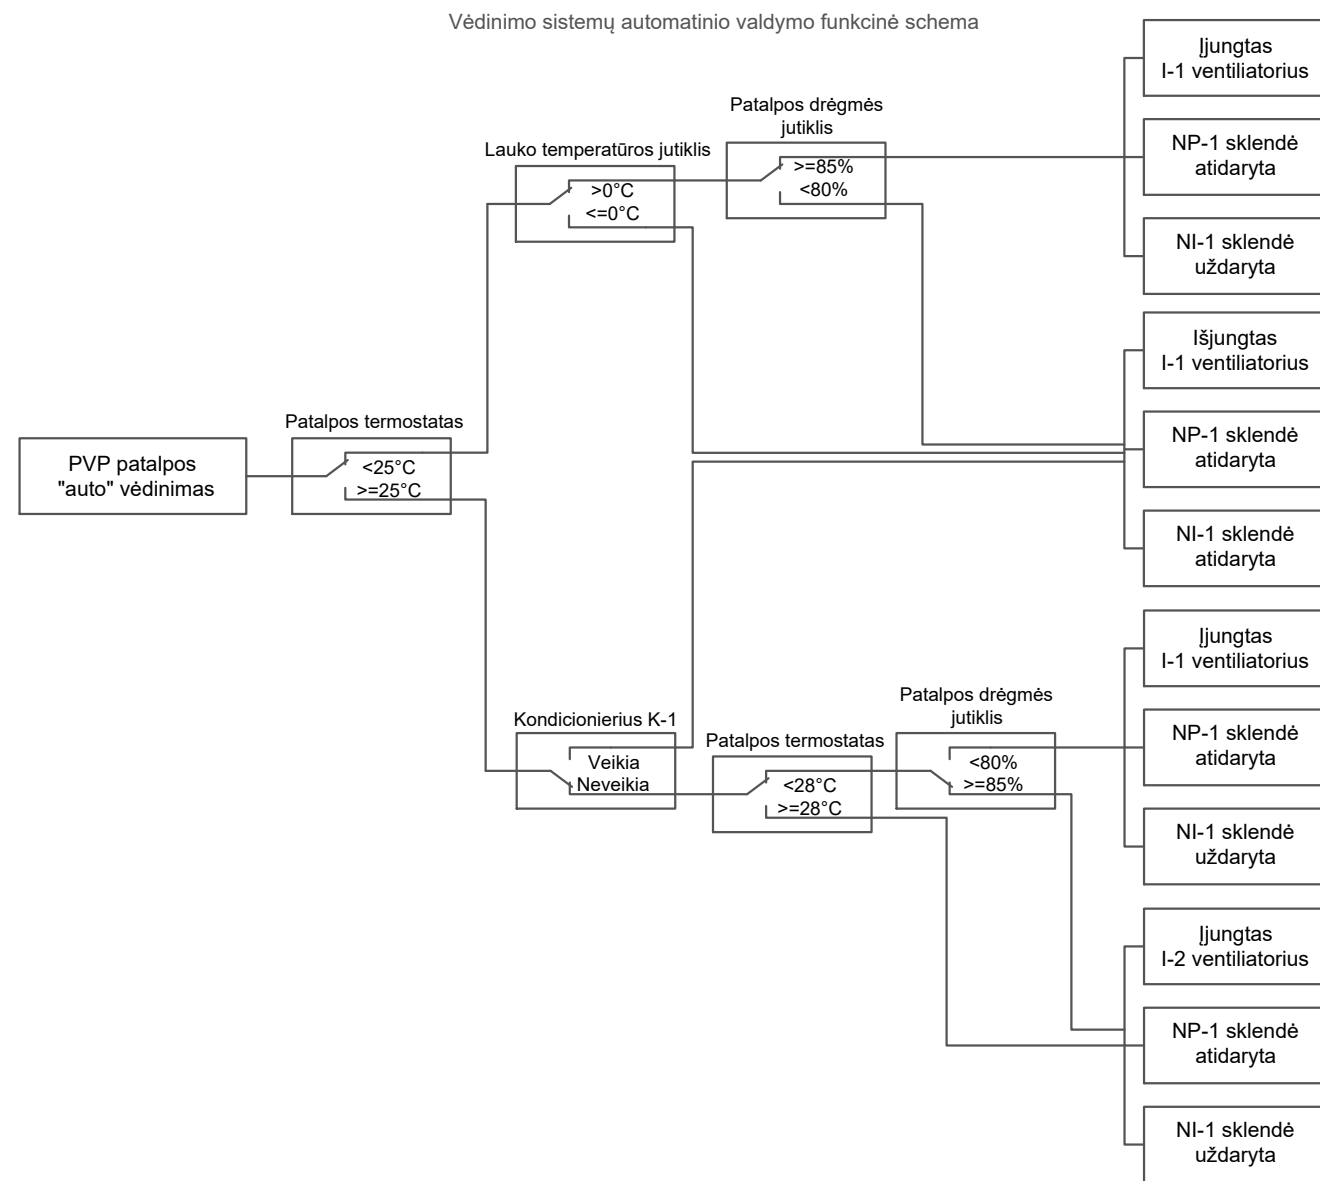 Vėdinimo sistemų automatinio valdymo funkcinė schema
Įjungtas
I-1 ventiliatorius
NP-1 sklendė
atidaryta
NI-1 sklendė
uždaryta
Patalpos drėgmės
jutiklis
>=85%
<80%
Lauko temperatūros jutiklis
>0°C
<=0°C
Išjungtas
I-1 ventiliatorius
NP-1 sklendė
atidaryta
NI-1 sklendė
atidaryta
Patalpos termostatas
<25°C
>=25°C
PVP patalpos
"auto" vėdinimas
Įjungtas
I-1 ventiliatorius
NP-1 sklendė
atidaryta
NI-1 sklendė
uždaryta
Kondicionierius K-1
Veikia
Neveikia
Patalpos termostatas
<28°C
>=28°C
Patalpos drėgmės
jutiklis
<80%
>=85%
Įjungtas
I-2 ventiliatorius
NP-1 sklendė
atidaryta
NI-1 sklendė
uždaryta